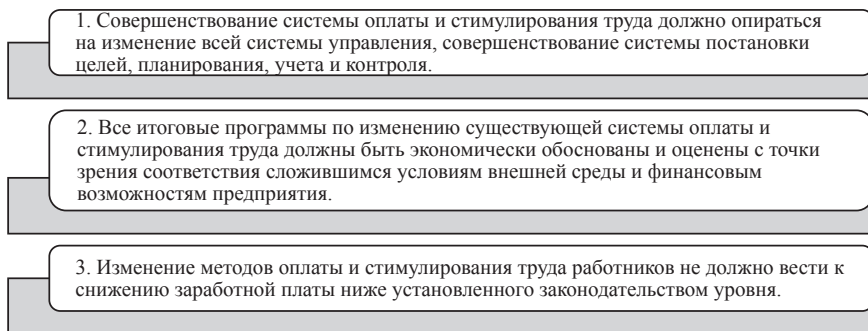 1. Совершенствование системы оплаты и стимулирования труда должно опираться
на изменение всей системы управления, совершенствование системы постановки
целей, планирования, учета и контроля.
2. Все итоговые программы по изменению существующей системы оплаты и
стимулирования труда должны быть экономически обоснованы и оценены с точки
зрения соответствия сложившимся условиям внешней среды и финансовым
возможностям предприятия.
3. Изменение методов оплаты и стимулирования труда работников не должно вести к
снижению заработной платы ниже установленного законодательством уровня.